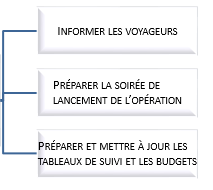 INFORMER LES VOYAGEURS
PRÉPARER LA SOIRÉE DE
LANCEMENT DE L'OPÉRATION
PRÉPARER ET METTRE À JOUR LES
TABLEAUX DE SUIVI ET LES BUDGETS